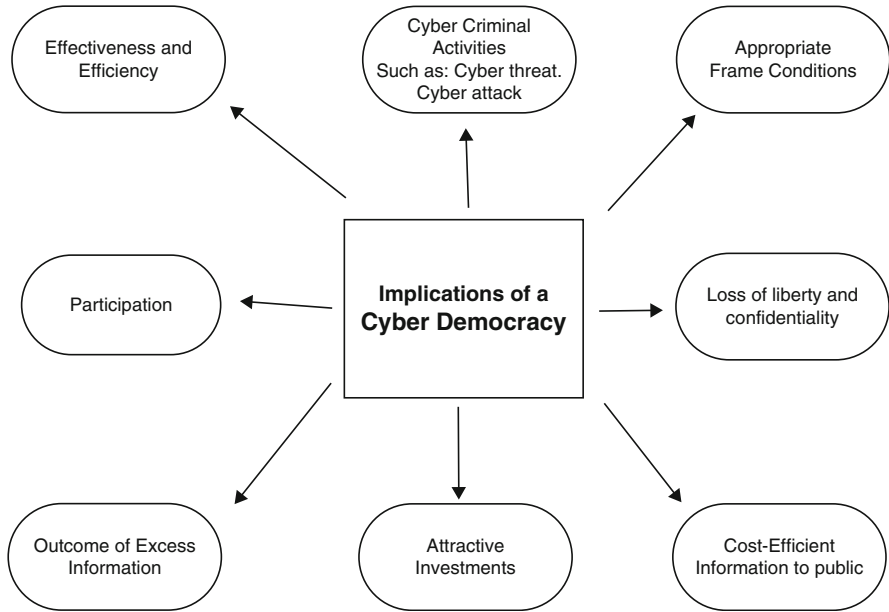 Effectiveness and
Efficiency
Cyber Criminal
Activities
Such as: Cyber threat.
Cyber attack
Appropriate
Frame Conditions
Participation
Implications of a
Cyber Democracy
Loss of liberty and
confidentiality
Outcome of Excess
Information
Attractive
Investments
Cost-Efficient
Information to public